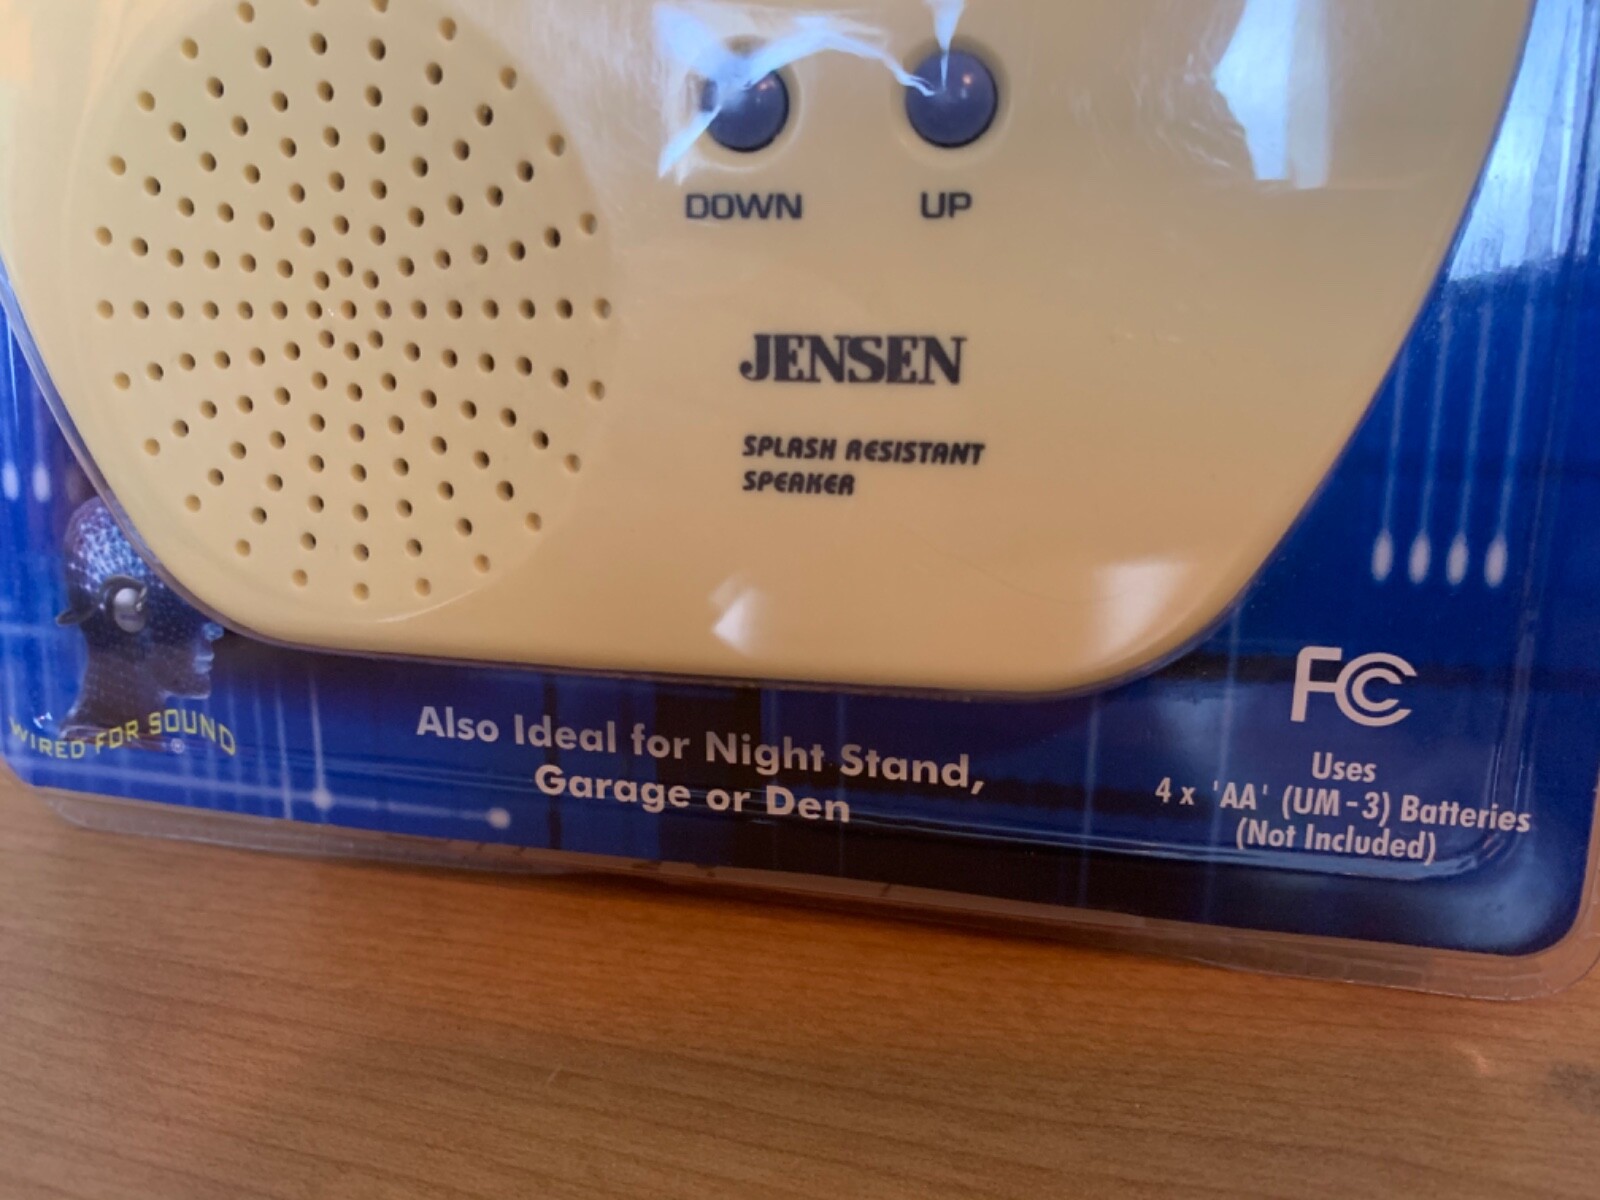 DOWN UP
JENSEN
SPLASH RESISTANT
SPEAKER
WIRED FOR SOUND
®
Also Ideal for Night Stand,
Garage or Den
FC
Uses
4 x 'AA' (UM-3) Batteries
(Not Included)